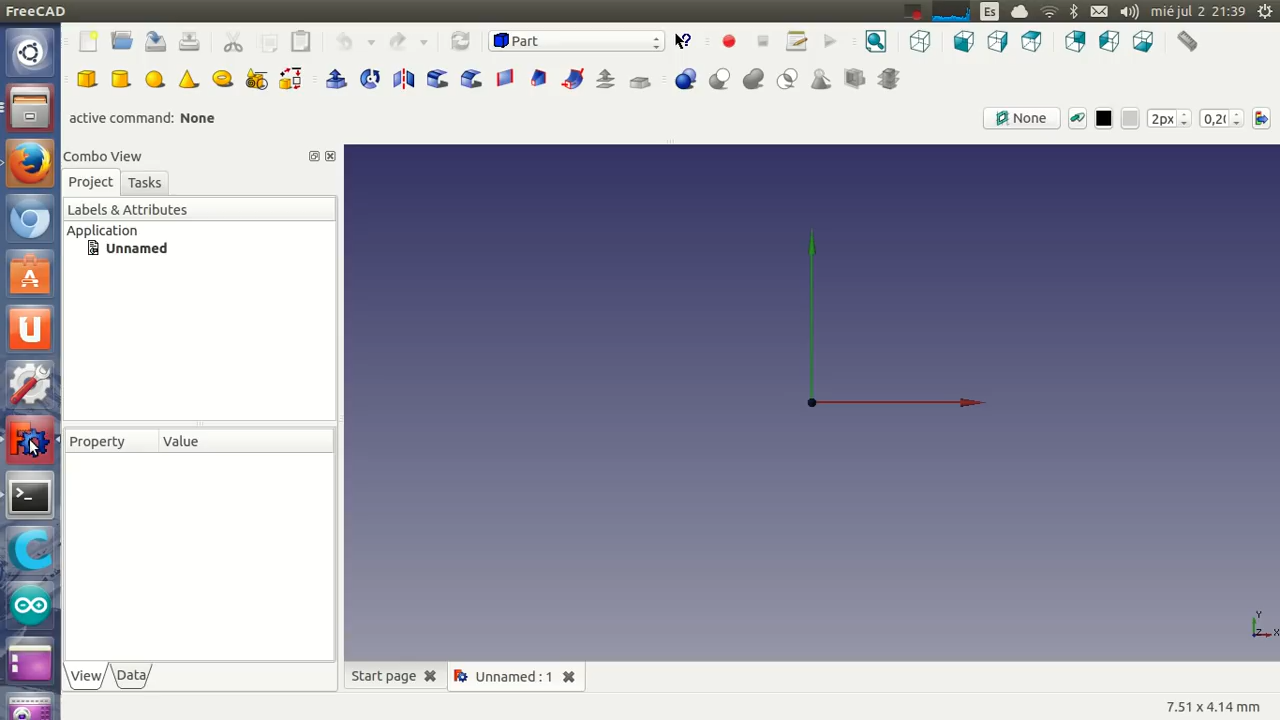 FreeCAD
Es
mié jul 2 21:39
Part
active command: None
None
2px
0,20
Combo View
Project
Tasks
Labels & Attributes
Application
Unnamed
Property
Value
View
Data
Start page
Unnamed : 1
Y
Z
X
7.51 x 4.14 mm